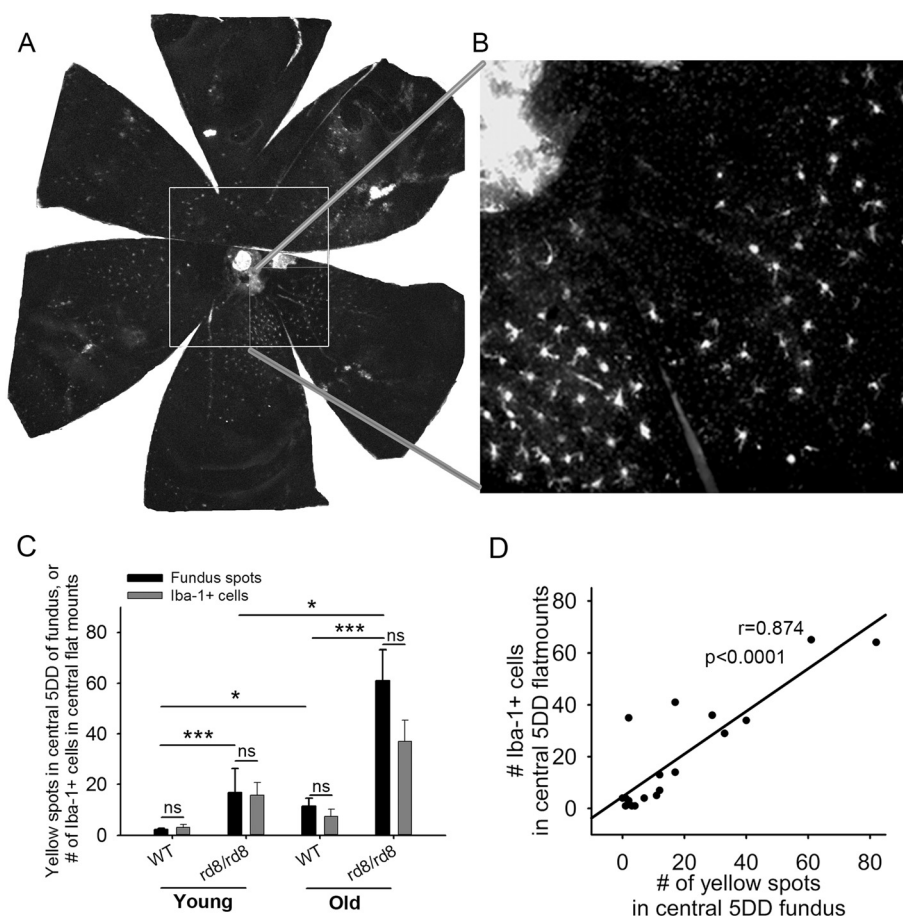 A
B
C
Yellow spots in central 5DD of fundus, or
# of Iba-1+ cells in central flat mounts
Fundus spots
Iba-1+ cells
80
60
40
20
0
*
***
ns
*
***
ns
ns
ns
WT
rd8/rd8
WT
rd8/rd8
Young
Old
D
# Iba-1+ cells
in central 5DD flatmounts
80
60
40
20
0
r=0.874
p<0.0001
0
20
40
60
80
# of yellow spots
in central 5DD fundus